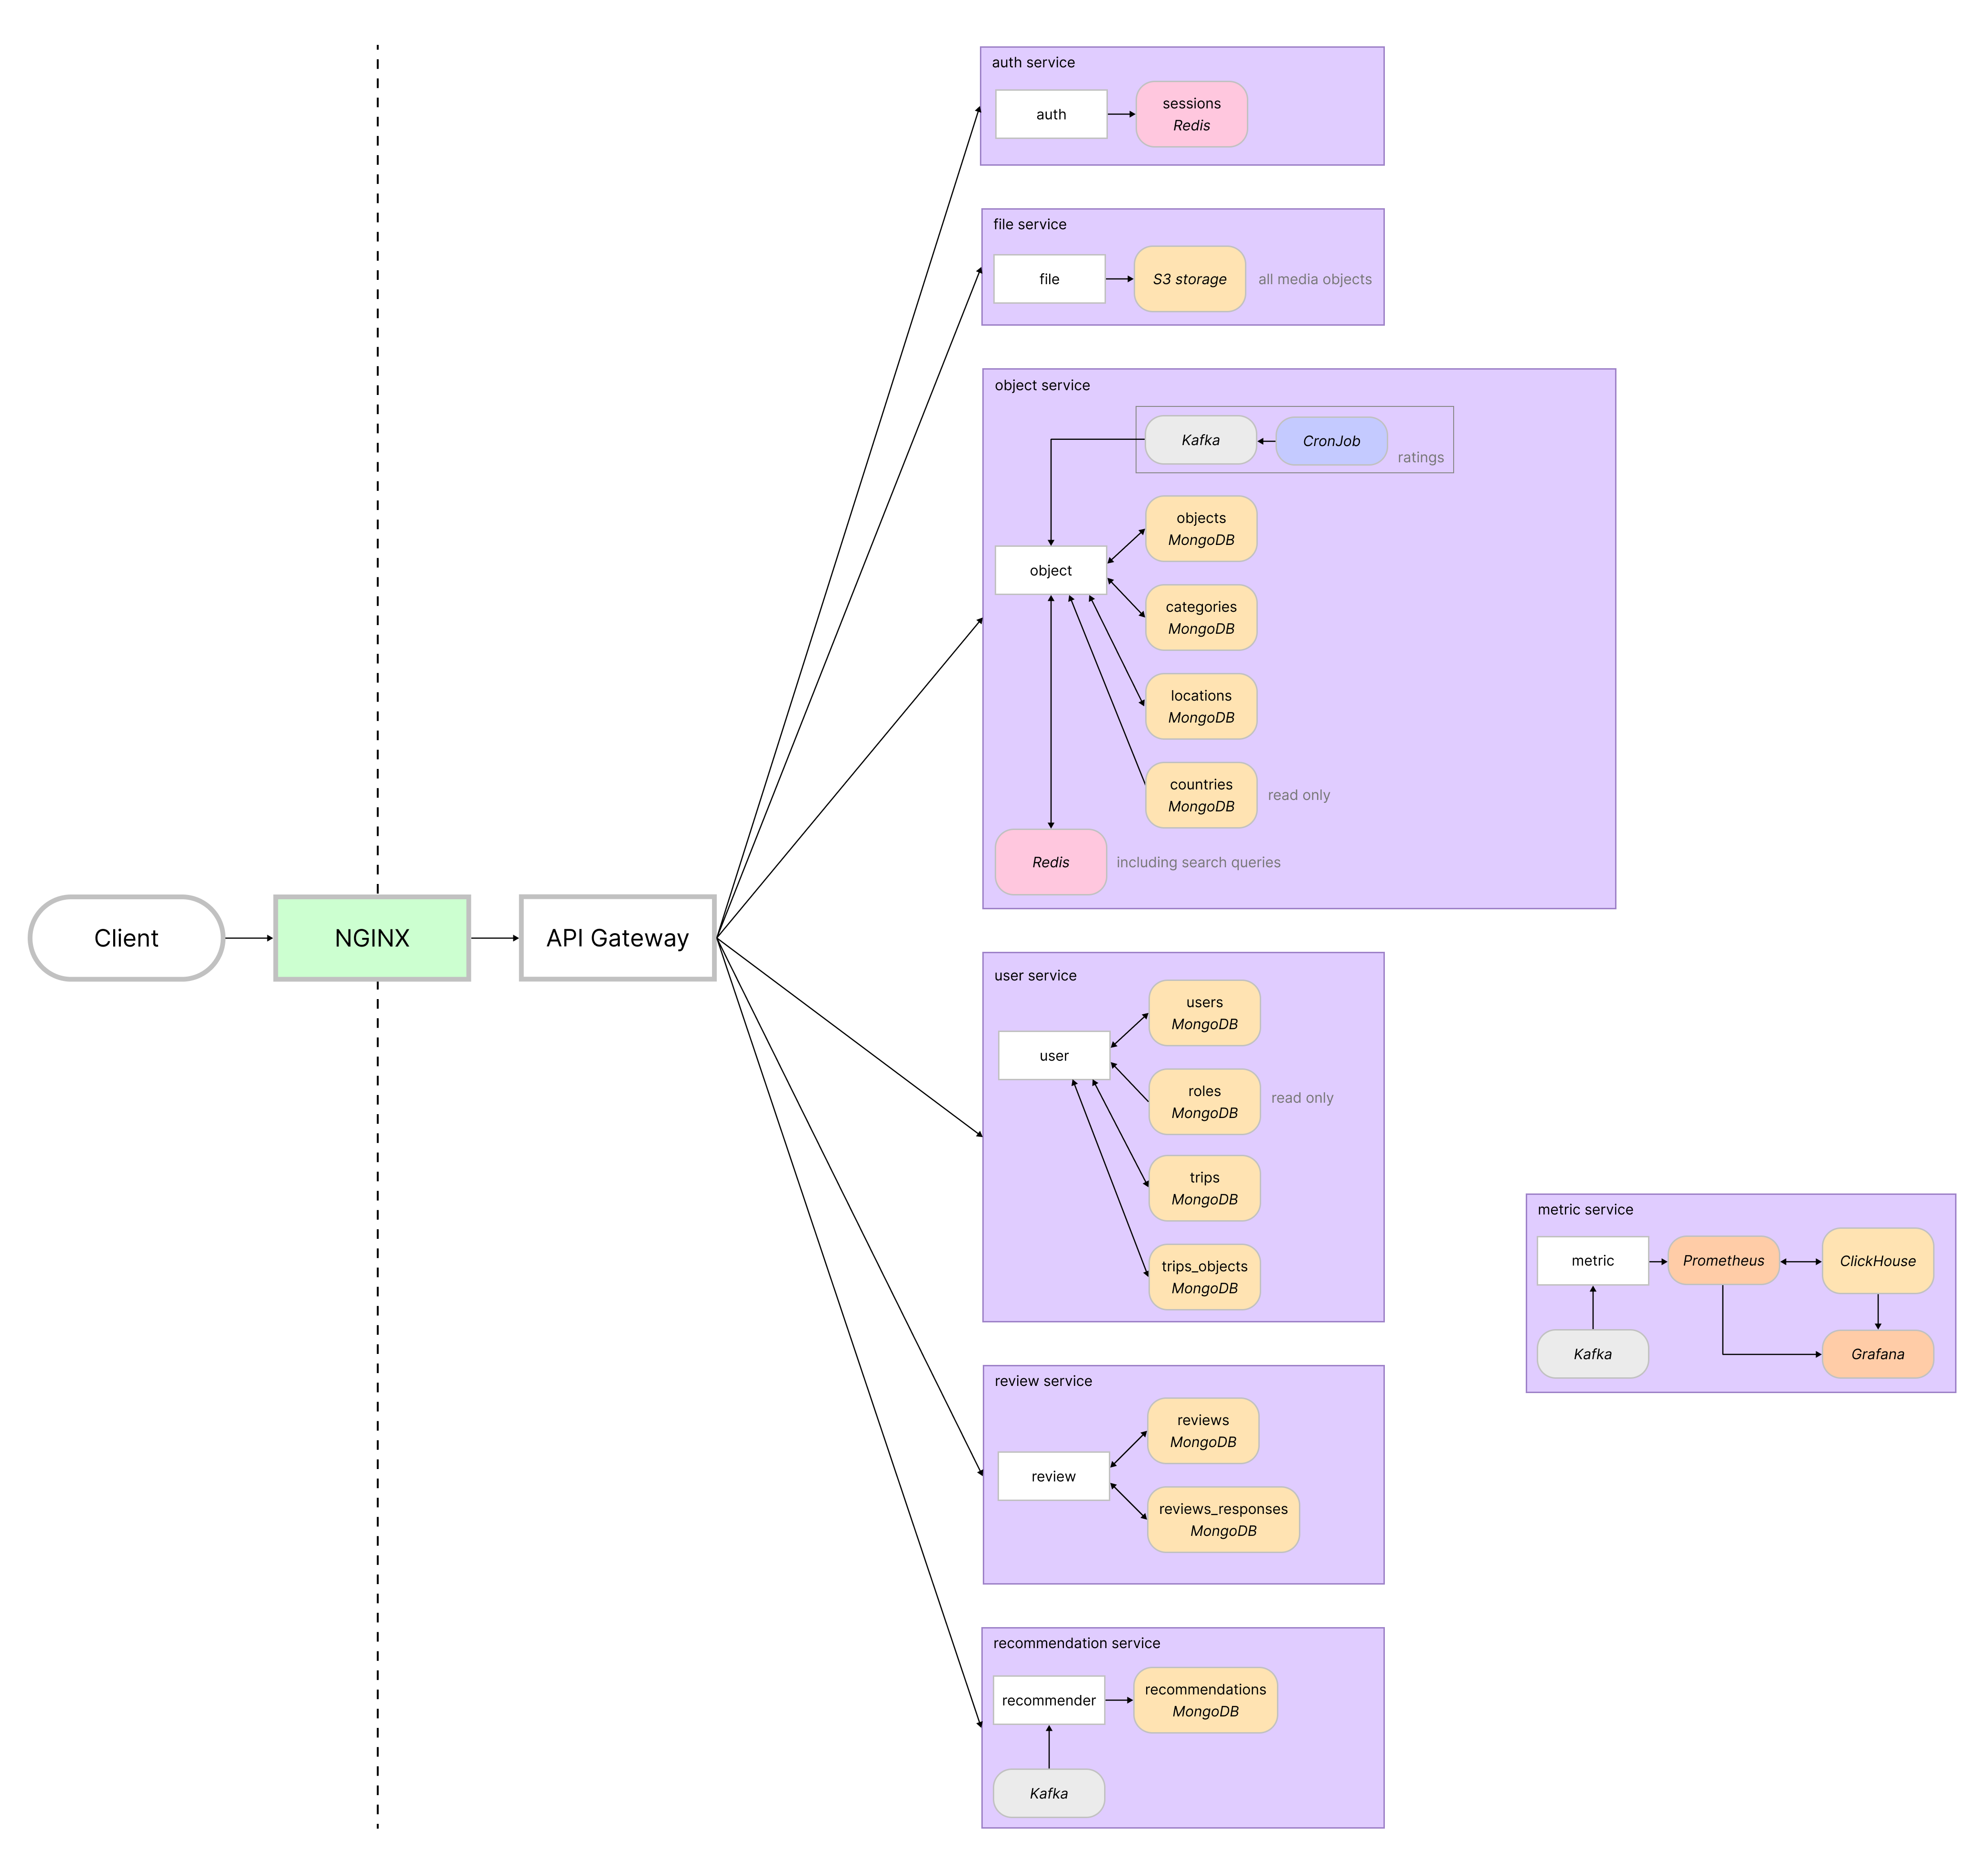 auth service
auth
sessions
Redis
file service
file
S3 storage
all media objects
object service
Kafka
CronJob
ratings
objects
MongoDB
object
categories
MongoDB
locations
MongoDB
countries
MongoDB
read only
Redis
including search queries
Client
NGINX
API Gateway
user service
users
MongoDB
user
roles
MongoDB
read only
trips
MongoDB
trips_objects
MongoDB
metric service
metric
Prometheus
ClickHouse
Kafka
Grafana
review service
reviews
MongoDB
review
reviews_responses
MongoDB
recommendation service
recommender
recommendations
MongoDB
Kafka